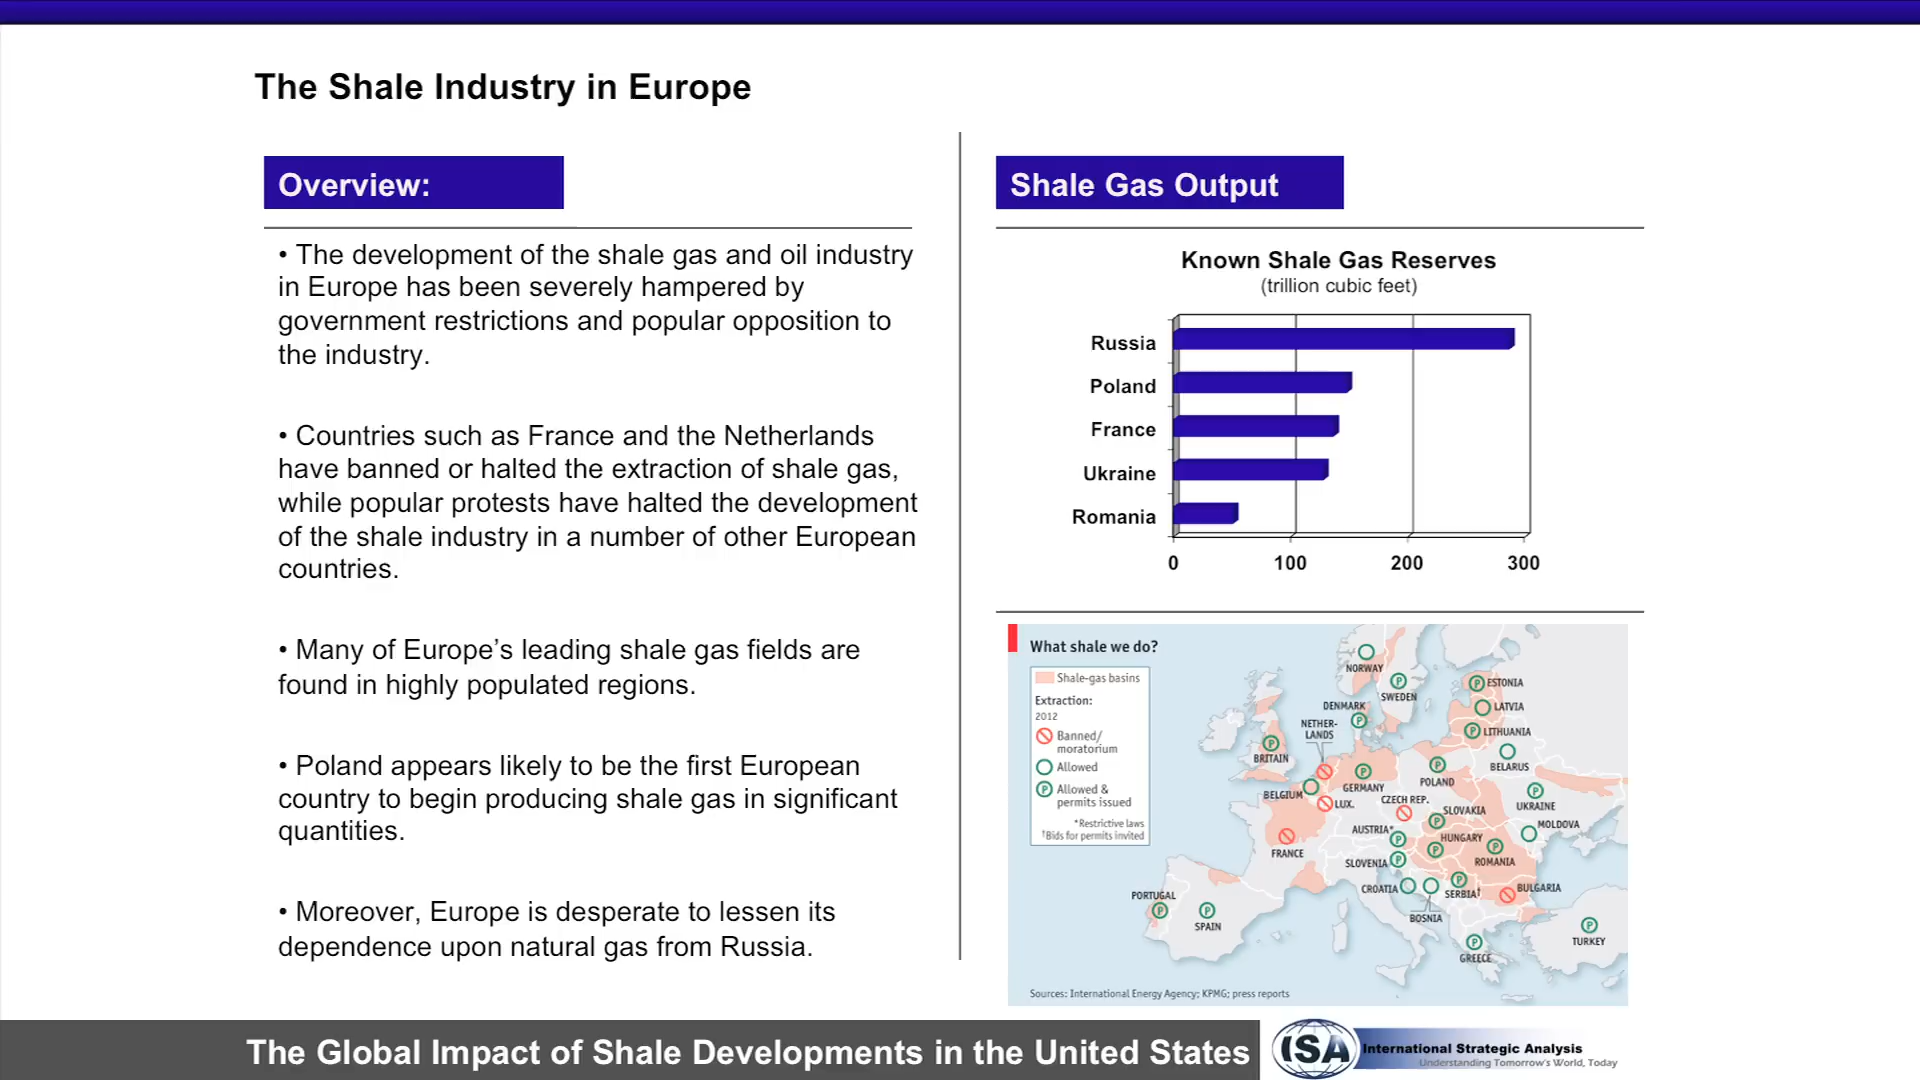 The Shale Industry in Europe
Overview:
• The development of the shale gas and oil industry
in Europe has been severely hampered by
government restrictions and popular opposition to
the industry.
• Countries such as France and the Netherlands
have banned or halted the extraction of shale gas,
while popular protests have halted the development
of the shale industry in a number of other European
countries.
• Many of Europe’s leading shale gas fields are
found in highly populated regions.
• Poland appears likely to be the first European
country to begin producing shale gas in significant
quantities.
• Moreover, Europe is desperate to lessen its
dependence upon natural gas from Russia.
Shale Gas Output
Known Shale Gas Reserves
(trillion cubic feet)
Russia
Poland
France
Ukraine
Romania
0 100 200 300
What shale we do?
Shale-gas basins
Extraction:
2012
Banned/
moratorium
Allowed
P Allowed &
permits issued
*Restrictive laws
†Bids for permits invited
NORWAY
P
SWEDEN
P ESTONIA
LATVIA
P LITHUANIA
DENMARK
P
NETHER-
LANDS
P
BRITAIN
BELARUS
BELGIUM
P
GERMANY
P
POLAND
LUX.
CZECH REP.
P
SLOVAKIA
P
UKRAINE
MOLDOVA
AUSTRIA*
P
HUNGARY
P
P
ROMANIA
FRANCE
SLOVENIA P
CROATIA
BOSNIA
P
SERBIA†
BULGARIA
PORTUGAL
P
P
SPAIN
P
GREECE
P
TURKEY
Sources: International Energy Agency; KPMG; press reports
The Global Impact of Shale Developments in the United States
ISA
International Strategic Analysis
Understanding Tomorrow's World, Today